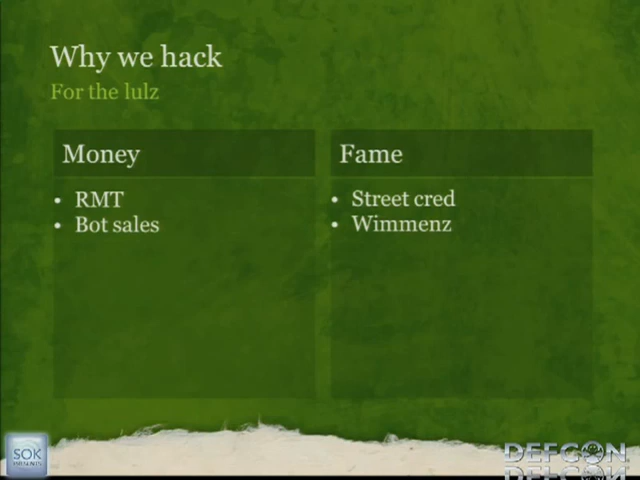 Why we hack
For the lulz
Money
• RMT
• Bot sales
Fame
• Street cred
• Wimmenz
SOK
DEFCON